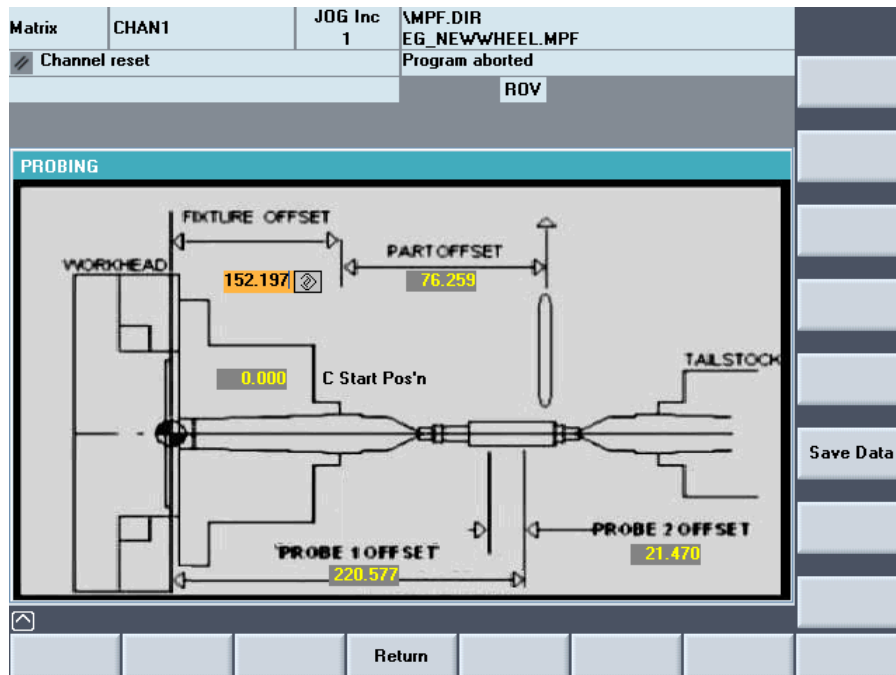 Matrix
CHAN1
JOG Inc
1
\MPF.DIR
EG_NEWWHEEL.MPF
Channel reset
Program aborted
ROV
PROBING
FIXTURE OFFSET
PART OFFSET
WORKHEAD
152.197
76.259
TAILSTOCK
0.000
C Start Pos'n
Save Data
PROBE 2 OFFSET
PROBE 1 OFFSET
21.470
220.577
Return